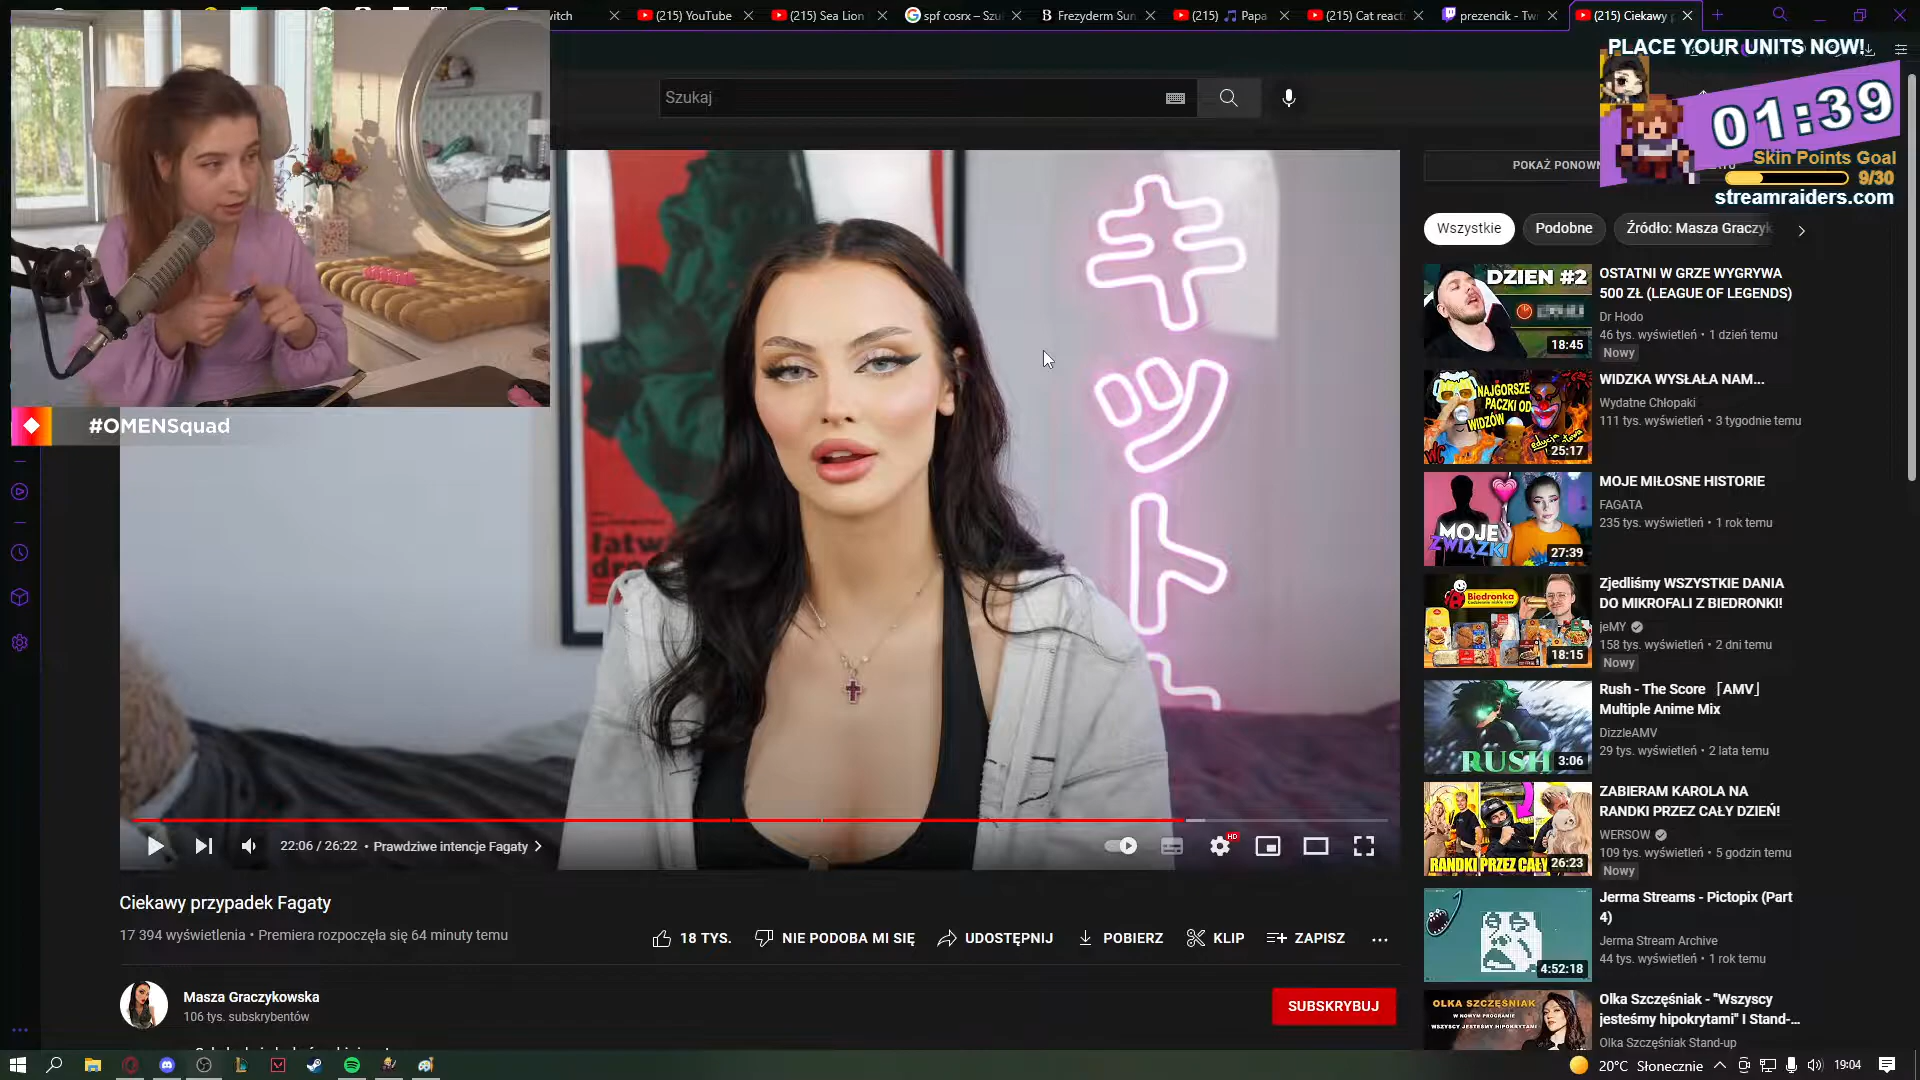 witch
(215) YouTube
(215) Sea Lion
spf cosrx – Szu
Frezyderm Sun
(215) 🎵 Papa
(215) Cat react
prezencik - Tw
(215) Ciekawy
PLACE YOUR UNITS NOW!
01:39
Skin Points Goal
9/30
streamraiders.com
Szukaj
POKAŻ PONOWN
Wszystkie
Podobne
Źródło: Masza Graczyk
#OMENSquad
キット
DZIEN #2
18:45
OSTATNI W GRZE WYGRYWA
500 ZŁ (LEAGUE OF LEGENDS)
Dr Hodo
46 tys. wyświetleń • 1 dzień temu
Nowy
NAJGORSZE
PACZKI OD
WIDZÓW
25:17
WIDZKA WYSŁAŁA NAM...
Wydatne Chłopaki
111 tys. wyświetleń • 3 tygodnie temu
MOJE
ZWIĄZKI
27:39
MOJE MIŁOSNE HISTORIE
FAGATA
235 tys. wyświetleń • 1 rok temu
Biedronka
18:15
Zjedliśmy WSZYSTKIE DANIA
DO MIKROFALI Z BIEDRONKI!
jeMY
158 tys. wyświetleń • 2 dni temu
Nowy
RUSH
3:06
Rush - The Score 「AMV」
Multiple Anime Mix
DizzleAMV
29 tys. wyświetleń • 2 lata temu
RANDKI PRZEZ CAŁY
26:23
ZABIERAM KAROLA NA
RANDKI PRZEZ CAŁY DZIEŃ!
WERSOW
109 tys. wyświetleń • 5 godzin temu
Nowy
4:52:18
Jerma Streams - Pictopix (Part
4)
Jerma Stream Archive
44 tys. wyświetleń • 1 rok temu
OLKA SZCZĘŚNIAK
W NOWYM PROGRAMIE
WSZYSCY JESTEŚMY HIPOKRYTAMI
Olka Szczęśniak - "Wszyscy
jesteśmy hipokrytami" I Stand-...
Olka Szczęśniak Stand-up
22:06 / 26:22 • Prawdziwe intencje Fagaty
HD
Ciekawy przypadek Fagaty
17 394 wyświetlenia • Premiera rozpoczęła się 64 minuty temu
18 TYS.
NIE PODOBA MI SIĘ
UDOSTĘPNIJ
POBIERZ
KLIP
ZAPISZ
Masza Graczykowska
106 tys. subskrybentów
SUBSKRYBUJ
20°C Słonecznie
19:04